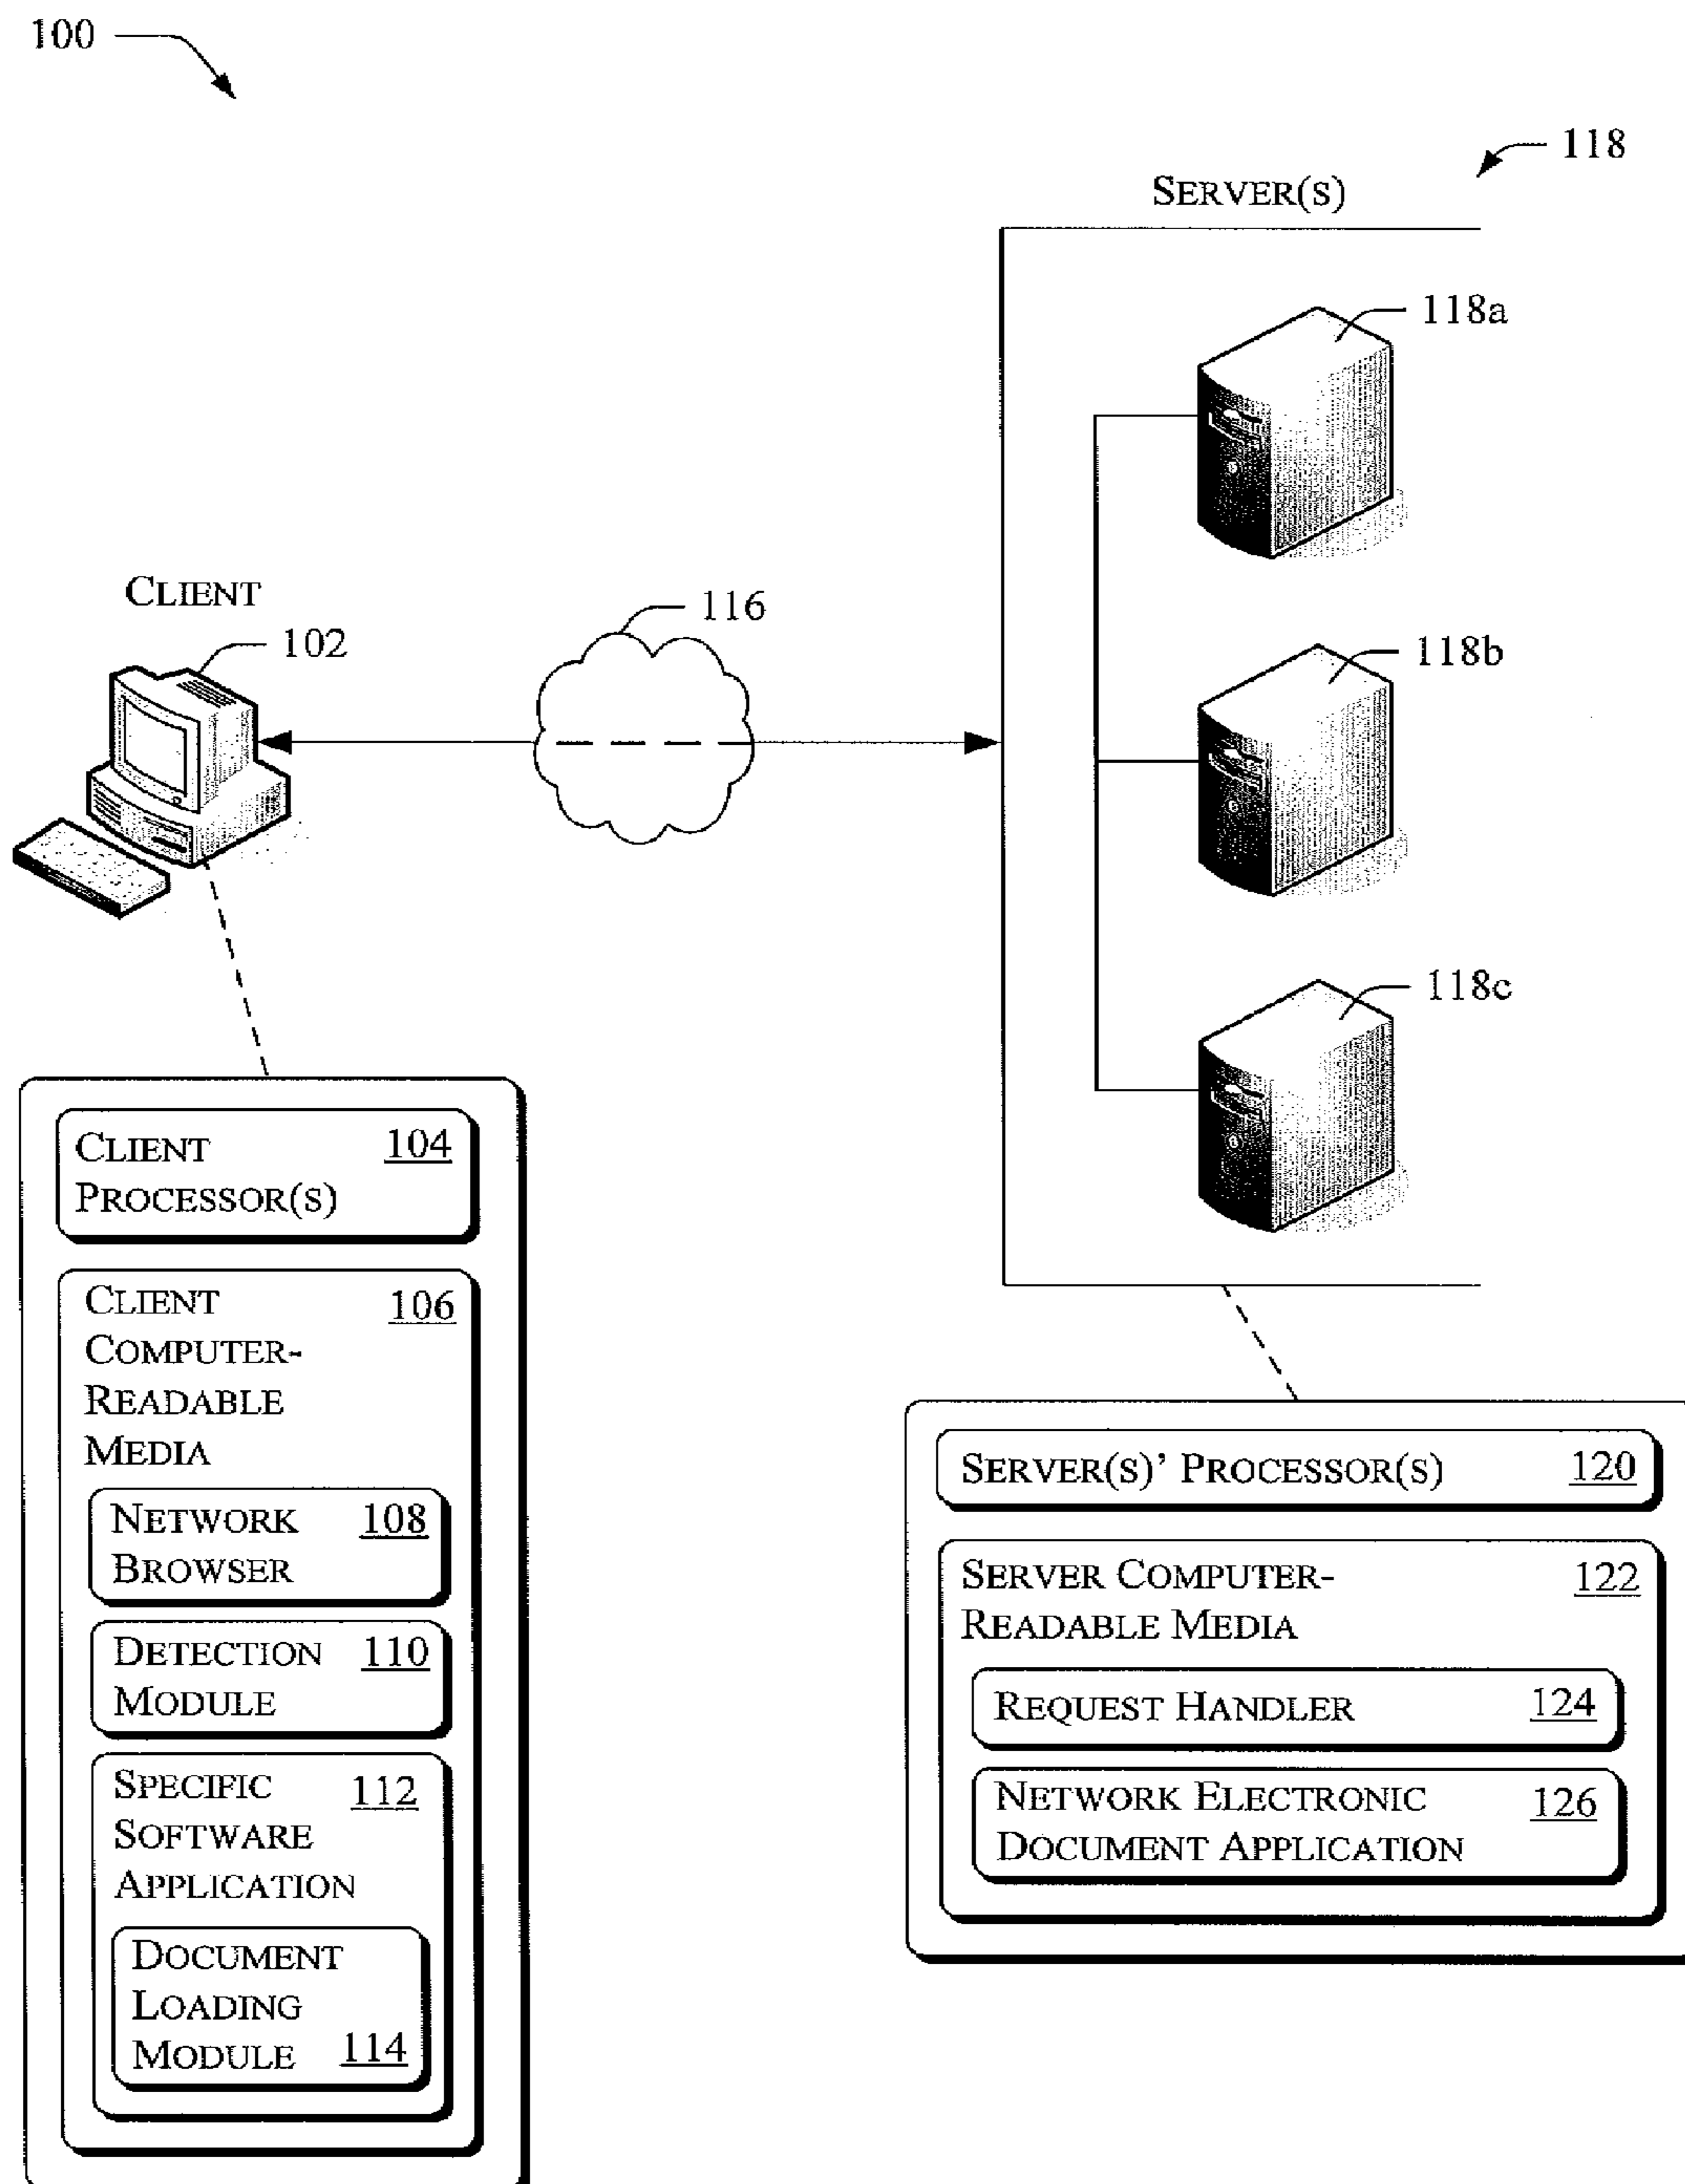 100
118
SERVER(S)
118a
CLIENT
102
116
118b
118c
CLIENT 104
PROCESSOR(S)
CLIENT 106
COMPUTER-
READABLE
MEDIA
NETWORK 108
BROWSER
DETECTION 110
MODULE
SPECIFIC 112
SOFTWARE
APPLICATION
DOCUMENT
LOADING
MODULE 114
SERVER(S)' PROCESSOR(S) 120
SERVER COMPUTER- 122
READABLE MEDIA
REQUEST HANDLER 124
NETWORK ELECTRONIC 126
DOCUMENT APPLICATION